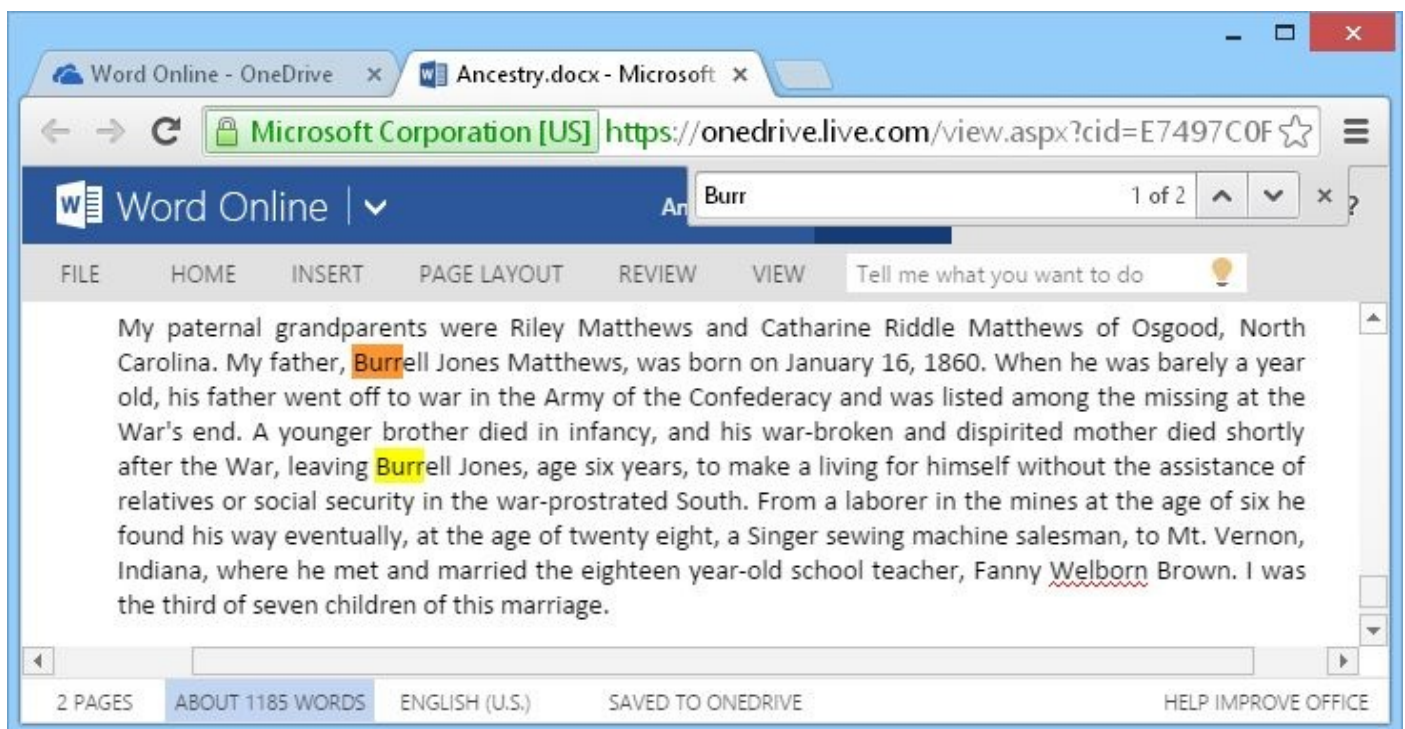 Word Online - OneDrive
Ancestry.docx - Microsoft
Microsoft Corporation [US] https://onedrive.live.com/view.aspx?cid=E7497C0F
Word Online
An
Burr 1 of 2
?
FILE HOME INSERT PAGE LAYOUT REVIEW VIEW Tell me what you want to do
My paternal grandparents were Riley Matthews and Catharine Riddle Matthews of Osgood, North
Carolina. My father, Burrell Jones Matthews, was born on January 16, 1860. When he was barely a year
old, his father went off to war in the Army of the Confederacy and was listed among the missing at the
War's end. A younger brother died in infancy, and his war-broken and dispirited mother died shortly
after the War, leaving Burrell Jones, age six years, to make a living for himself without the assistance of
relatives or social security in the war-prostrated South. From a laborer in the mines at the age of six he
found his way eventually, at the age of twenty eight, a Singer sewing machine salesman, to Mt. Vernon,
Indiana, where he met and married the eighteen year-old school teacher, Fanny Welborn Brown. I was
the third of seven children of this marriage.
2 PAGES ABOUT 1185 WORDS ENGLISH (U.S.) SAVED TO ONEDRIVE HELP IMPROVE OFFICE